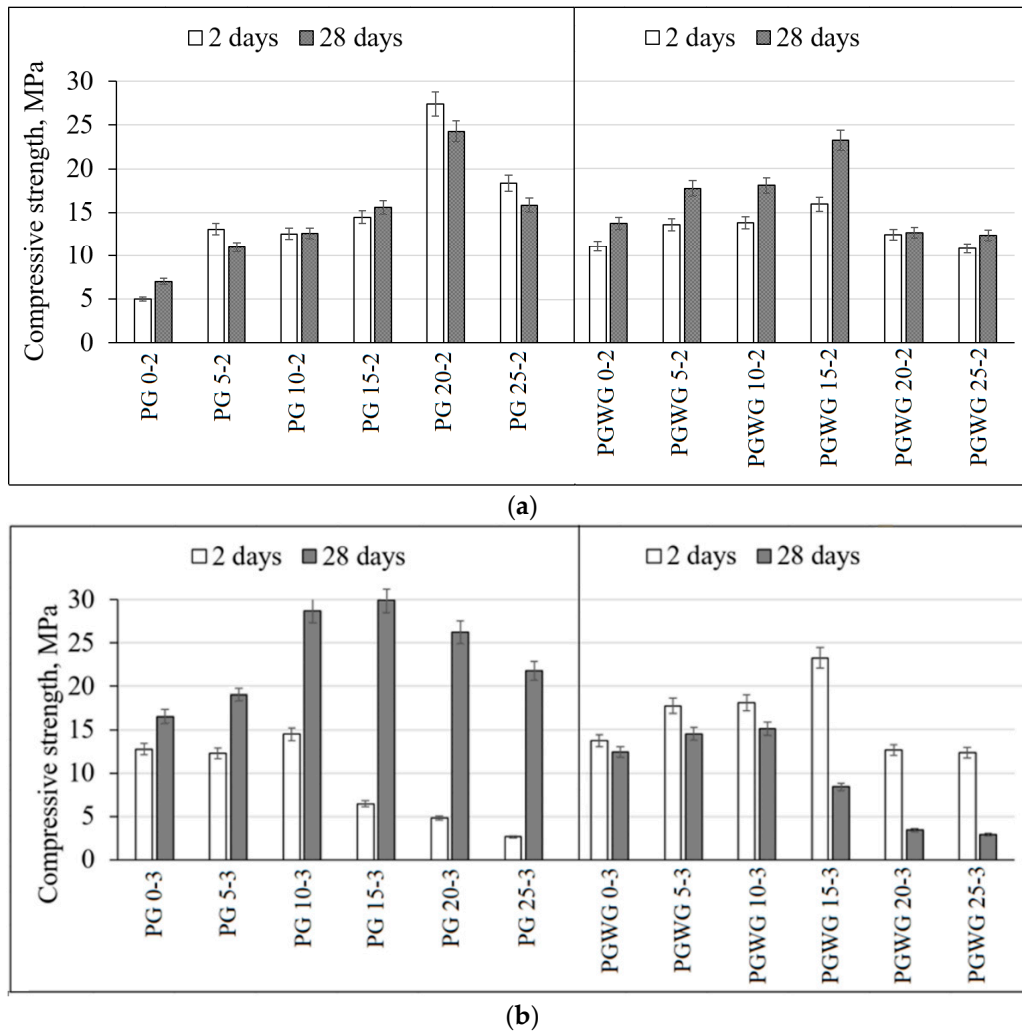 2 days 28 days 2 days 28 days
Compressive strength, MPa
30
25
20
15
10
5
0
PG 0-2
PG 5-2
PG 10-2
PG 15-2
PG 20-2
PG 25-2
PGWG 0-2
PGWG 5-2
PGWG 10-2
PGWG 15-2
PGWG 20-2
PGWG 25-2
(a)
2 days 28 days 2 days 28 days
Compressive strength, MPa
30
25
20
15
10
5
0
PG 0-3
PG 5-3
PG 10-3
PG 15-3
PG 20-3
PG 25-3
PGWG 0-3
PGWG 5-3
PGWG 10-3
PGWG 15-3
PGWG 20-3
PGWG 25-3
(b)